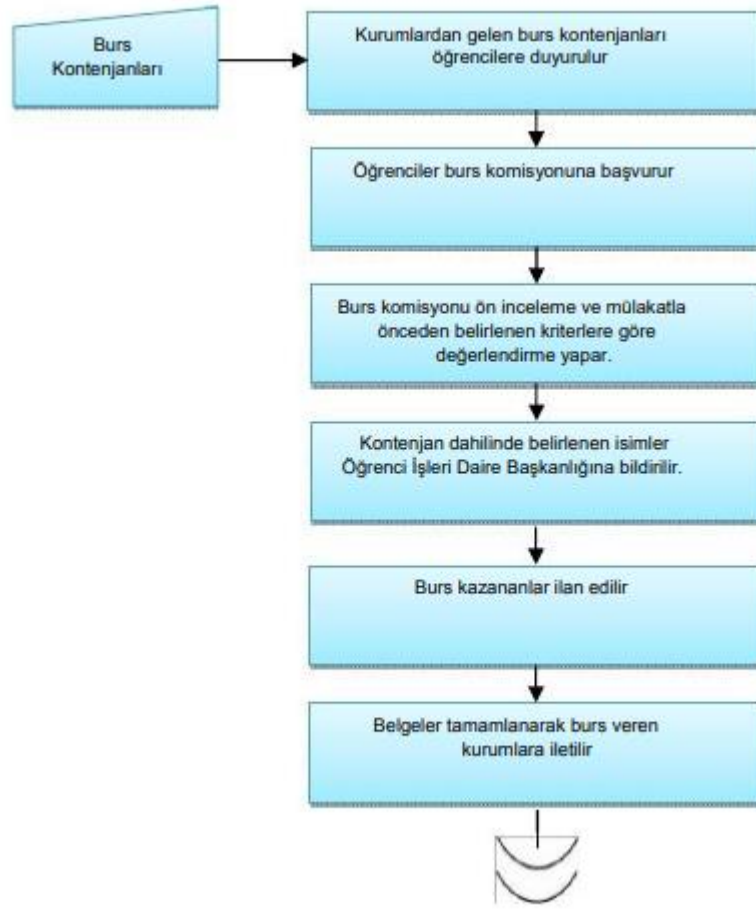 Burs
Kontenjanları
Kurumlardan gelen burs kontenjanları
öğrencilere duyurulur
Öğrenciler burs komisyonuna başvurur
Burs komisyonu ön inceleme ve mülakatla
önceden belirlenen kriterlere göre
değerlendirme yapar.
Kontenjan dahilinde belirlenen isimler
Öğrenci İşleri Daire Başkanlığına bildirilir.
Burs kazananlar ilan edilir
Belgeler tamamlanarak burs veren
kurumlara iletilir